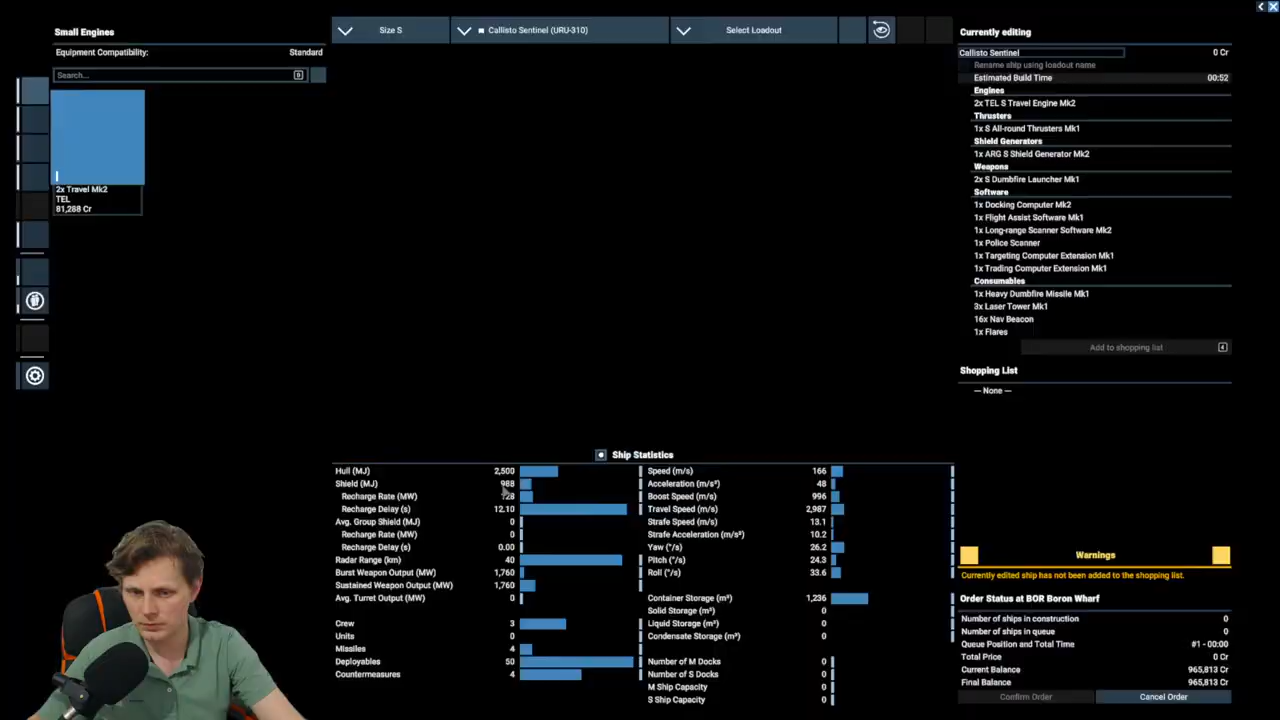 Small Engines
Equipment Compatibility: Standard
Search...
2x Travel Mk2
TEL
81,288 Cr
Size S
Callisto Sentinel (URU-310)
Select Loadout
Currently editing
Callisto Sentinel 0 Cr
Rename ship using loadout name
Estimated Build Time 00:52
Engines
2x TEL S Travel Engine Mk2
Thrusters
1x S All-round Thrusters Mk1
Shield Generators
1x ARG S Shield Generator Mk2
Weapons
2x S Dumbfire Launcher Mk1
Software
1x Docking Computer Mk2
1x Flight Assist Software Mk1
1x Long-range Scanner Software Mk2
1x Police Scanner
1x Targeting Computer Extension Mk1
1x Trading Computer Extension Mk1
Consumables
1x Heavy Dumbfire Missile Mk1
3x Laser Tower Mk1
16x Nav Beacon
1x Flares
Add to shopping list
Shopping List
— None —
Ship Statistics
Hull (MJ) 2,500
Shield (MJ) 988
Recharge Rate (MW) 128
Recharge Delay (s) 12.10
Avg. Group Shield (MJ) 0
Recharge Rate (MW) 0
Recharge Delay (s) 0.00
Radar Range (km) 40
Burst Weapon Output (MW) 1,760
Sustained Weapon Output (MW) 1,760
Avg. Turret Output (MW) 0
Crew 3
Units 0
Missiles 4
Deployables 50
Countermeasures 4
Speed (m/s) 166
Acceleration (m/s²) 48
Boost Speed (m/s) 996
Travel Speed (m/s) 2,987
Strafe Speed (m/s) 13.1
Strafe Acceleration (m/s²) 10.2
Yaw (°/s) 26.2
Pitch (°/s) 24.3
Roll (°/s) 33.6
Container Storage (m³) 1,236
Solid Storage (m³) 0
Liquid Storage (m³) 0
Condensate Storage (m³) 0
Number of M Docks 0
Number of S Docks 0
M Ship Capacity 0
S Ship Capacity 0
Warnings
Currently edited ship has not been added to the shopping list.
Order Status at BOR Boron Wharf
Number of ships in construction 0
Number of ships in queue 0
Queue Position and Total Time #1 - 00:00
Total Price 0 Cr
Current Balance 965,813 Cr
Final Balance 965,813 Cr
Confirm Order
Cancel Order